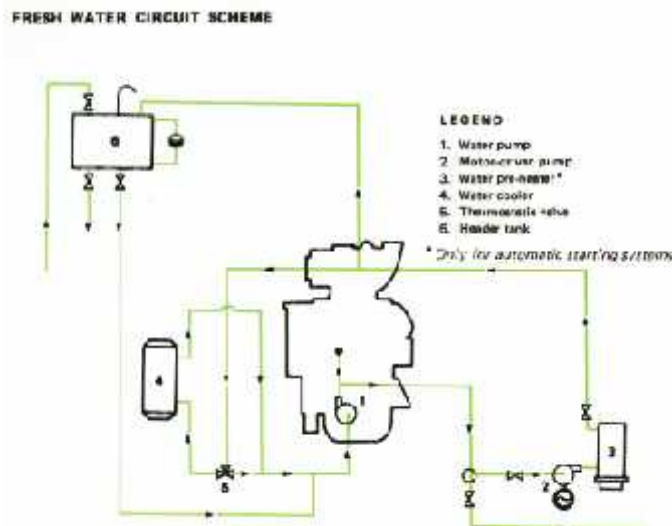 FRESH WATER CIRCUIT SCHEME
6
LEGEND
1. Water pump
2. Motor-driven pump
3. Water pre-heater*
4. Water cooler
5. Thermostatic valve
6. Header tank
* Only for automatic starting systems
4
1
5
2
3